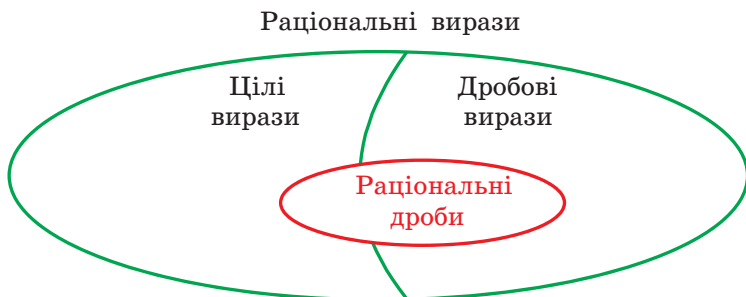 Раціональні вирази
Цілі
вирази
Дробові
вирази
Раціональні
дроби